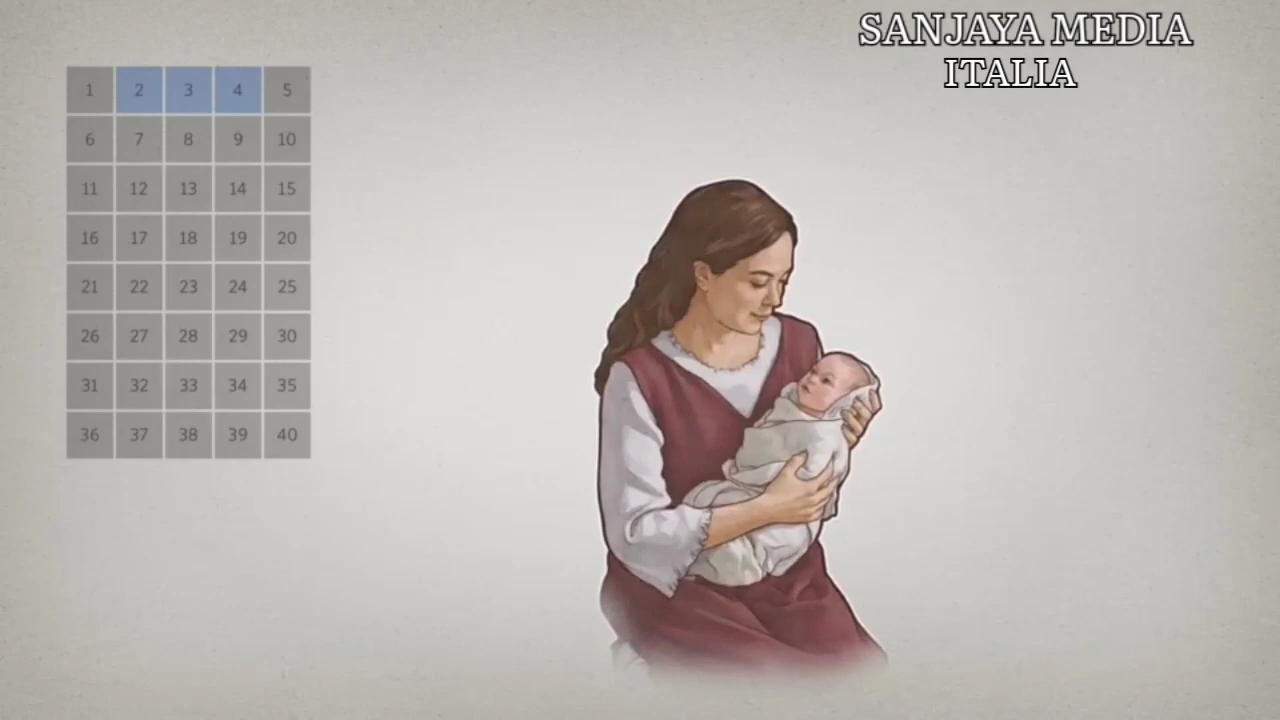 SANJAYA MEDIA
ITALIA
1 2 3 4 5
6 7 8 9 10
11 12 13 14 15
16 17 18 19 20
21 22 23 24 25
26 27 28 29 30
31 32 33 34 35
36 37 38 39 40